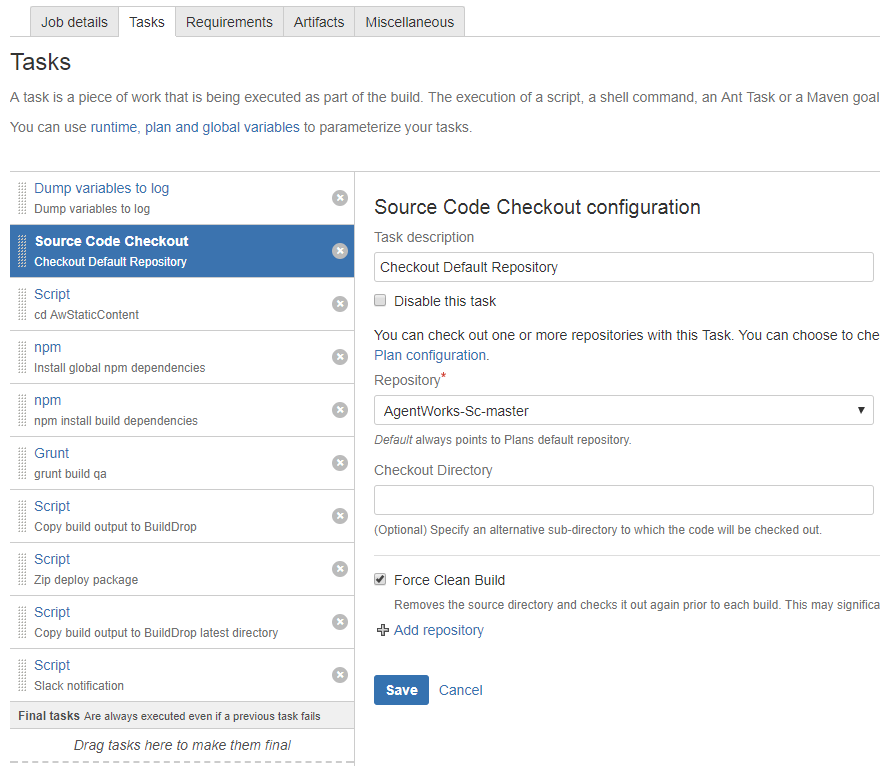 Job details
Tasks
Requirements
Artifacts
Miscellaneous
Tasks
A task is a piece of work that is being executed as part of the build. The execution of a script, a shell command, an Ant Task or a Maven goal
You can use runtime, plan and global variables to parameterize your tasks.
Dump variables to log
Dump variables to log
Source Code Checkout
Checkout Default Repository
Script
cd AwStaticContent
npm
Install global npm dependencies
npm
npm install build dependencies
Grunt
grunt build qa
Script
Copy build output to BuildDrop
Script
Zip deploy package
Script
Copy build output to BuildDrop latest directory
Script
Slack notification
Final tasks Are always executed even if a previous task fails
Drag tasks here to make them final
Source Code Checkout configuration
Task description
Checkout Default Repository
Disable this task
You can check out one or more repositories with this Task. You can choose to che
Plan configuration.
Repository*
AgentWorks-Sc-master
Default always points to Plans default repository.
Checkout Directory
(Optional) Specify an alternative sub-directory to which the code will be checked out.
Force Clean Build
Removes the source directory and checks it out again prior to each build. This may significa
Add repository
Save
Cancel